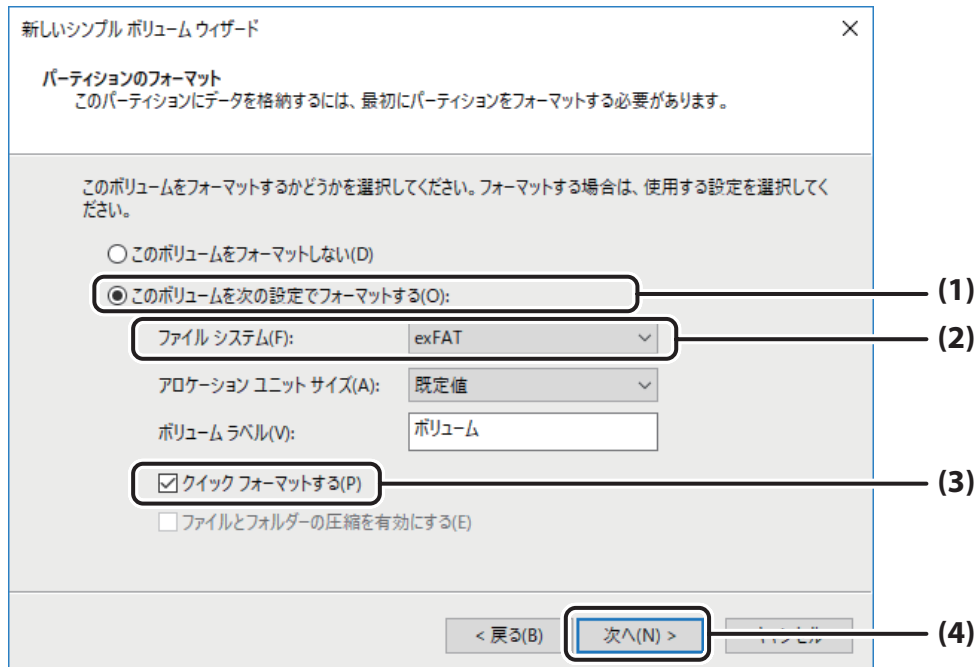 新しいシンプル ボリューム ウィザード
パーティションのフォーマット
このパーティションにデータを格納するには、最初にパーティションをフォーマットする必要があります。
このボリュームをフォーマットするかどうかを選択してください。フォーマットする場合は、使用する設定を選択してく
ださい。
このボリュームをフォーマットしない(D)
このボリュームを次の設定でフォーマットする(O): (1)
ファイル システム(F): exFAT (2)
アロケーション ユニット サイズ(A): 既定値
ボリューム ラベル(V): ボリューム
クイック フォーマットする(P) (3)
ファイルとフォルダーの圧縮を有効にする(E)
< 戻る(B) 次へ(N) > (4)